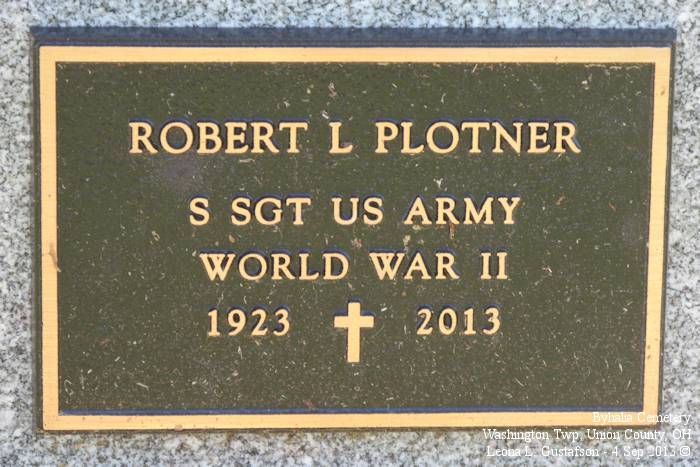 ROBERT L PLOTNER
S SGT US ARMY
WORLD WAR II
1923 2013
Byhalia Cemetery
Washington Twp, Union County, OH
Leona L. Gustafson - 4 Sep 2013 ©